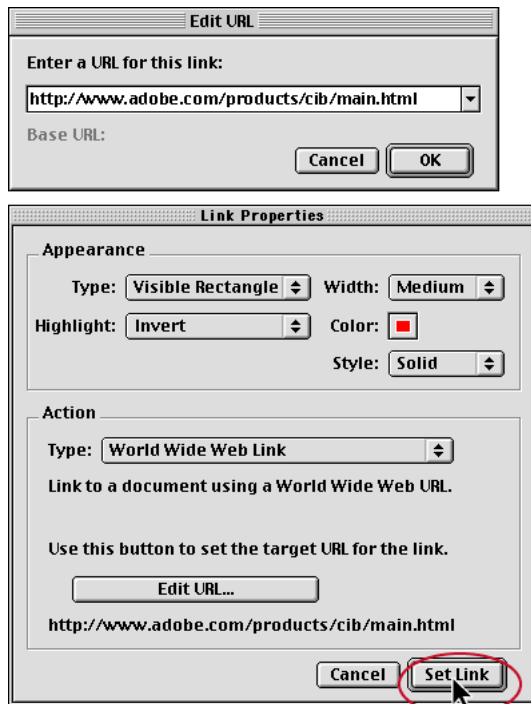 Edit URL
Enter a URL for this link:
http://www.adobe.com/products/cib/main.html
Base URL:
Cancel OK
Link Properties
Appearance
Type: Visible Rectangle Width: Medium
Highlight: Invert Color:
Style: Solid
Action
Type: World Wide Web Link
Link to a document using a World Wide Web URL.
Use this button to set the target URL for the link.
Edit URL...
http://www.adobe.com/products/cib/main.html
Cancel Set Link